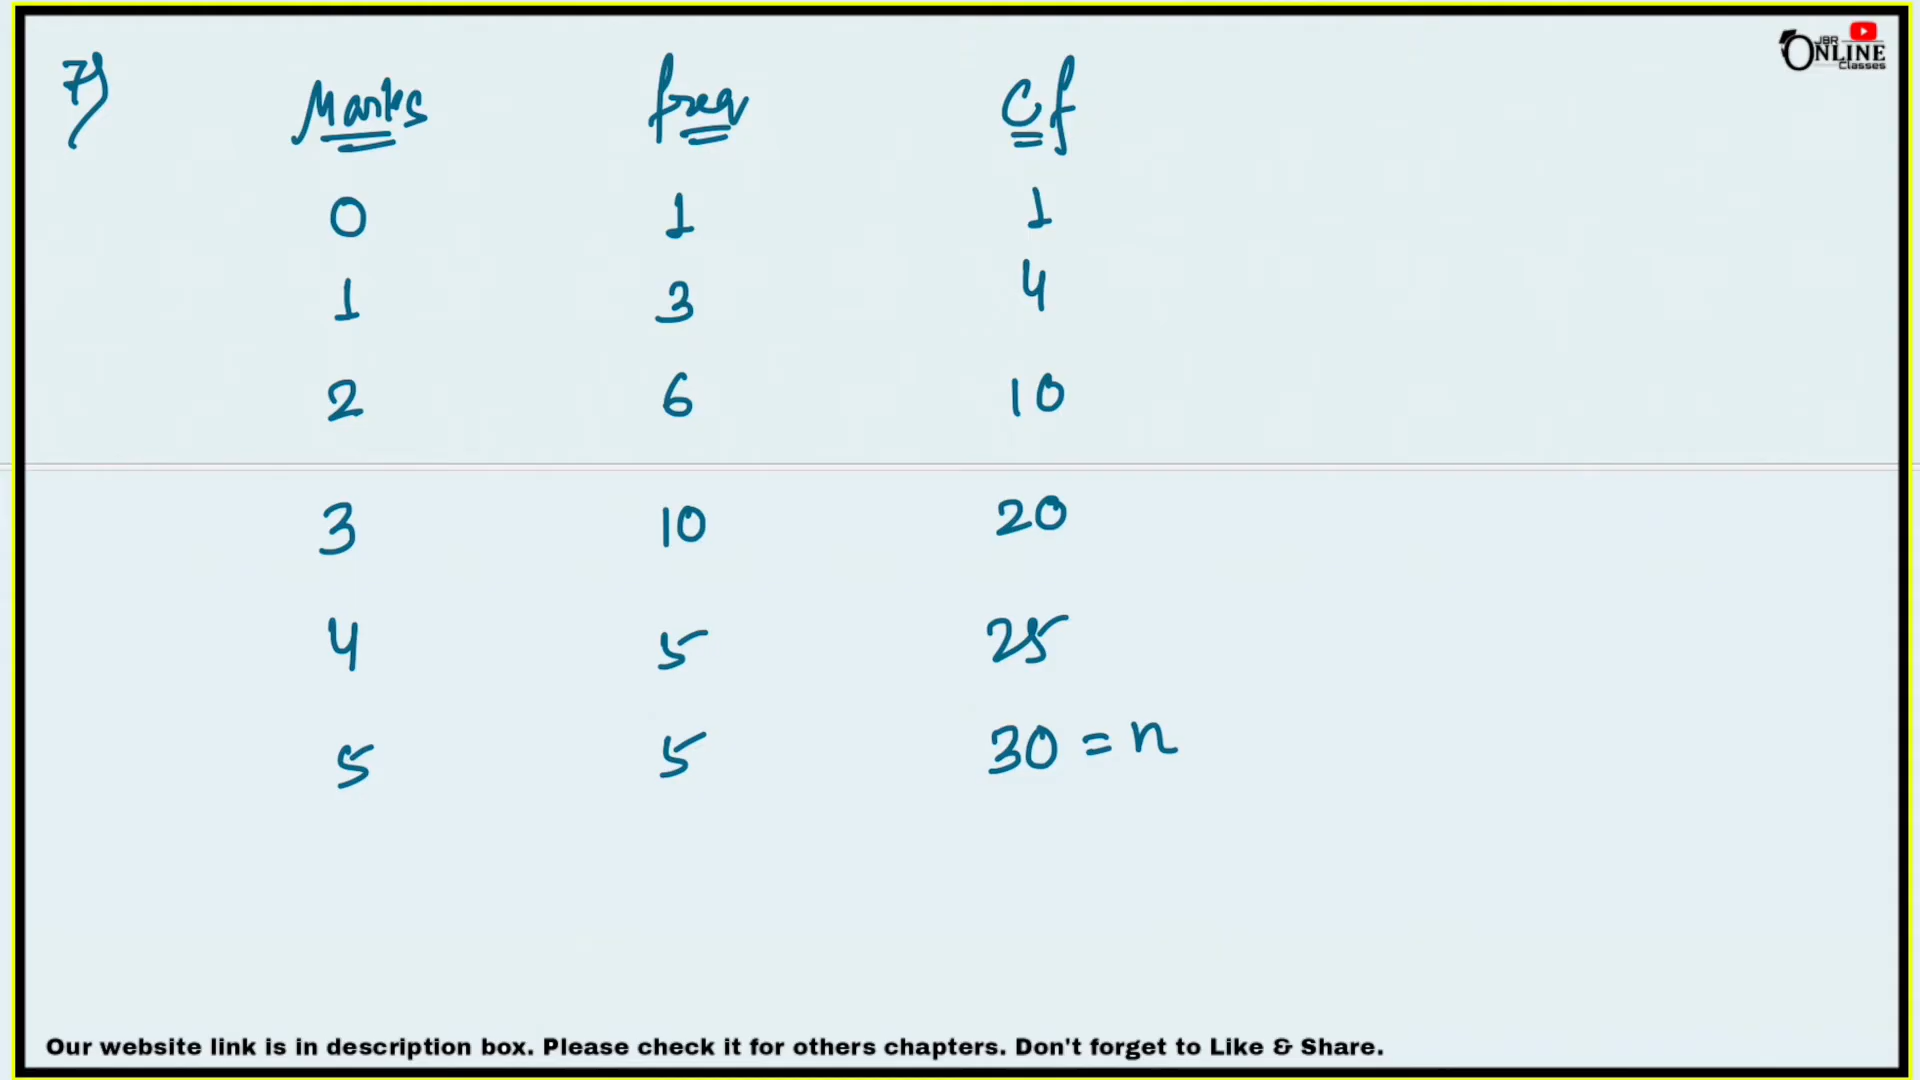 7)
Marks freq Cf
0 1 1
1 3 4
2 6 10
3 10 20
4 5 25
5 5 30 = n
JBR
ONLINE
Classes
Our website link is in description box. Please check it for others chapters. Don't forget to Like & Share.